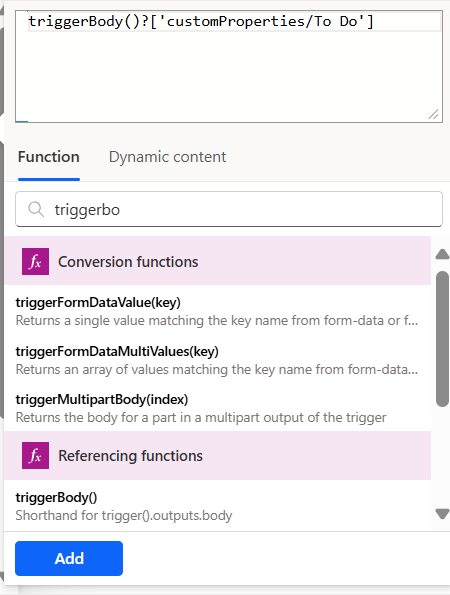 triggerBody()?['customProperties/To Do']
Function Dynamic content
triggerbo
fx Conversion functions
triggerFormDataValue(key)
Returns a single value matching the key name from form-data or f...
triggerFormDataMultiValues(key)
Returns an array of values matching the key name from form-data...
triggerMultipartBody(index)
Returns the body for a part in a multipart output of the trigger
fx Referencing functions
triggerBody()
Shorthand for trigger().outputs.body
Add